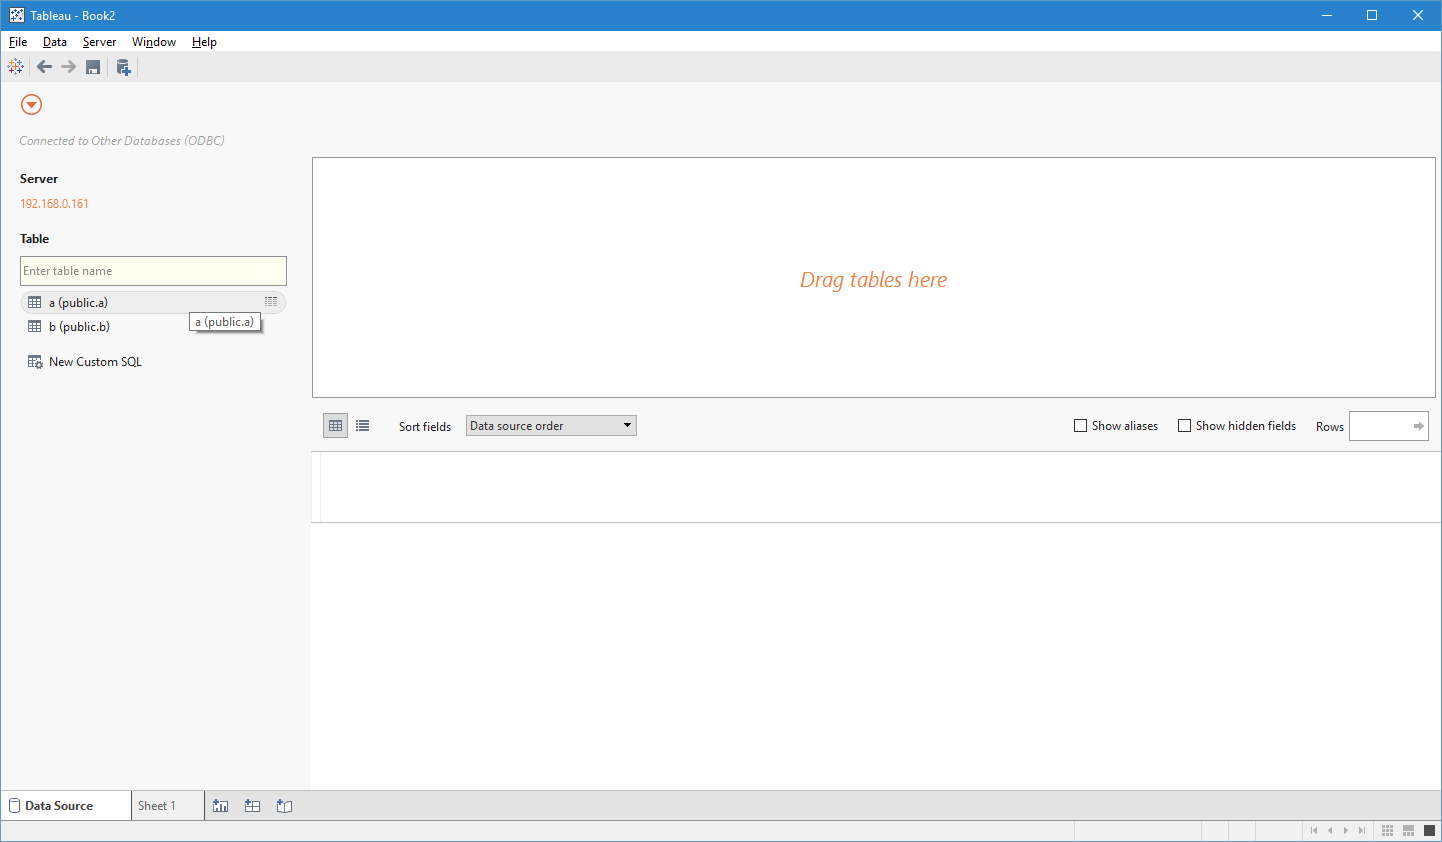 Tableau - Book2
File Data Server Window Help
Connected to Other Databases (ODBC)
Server
192.168.0.161
Table
Enter table name
a (public.a)
a (public.a)
b (public.b)
New Custom SQL
Drag tables here
Sort fields Data source order Show aliases Show hidden fields Rows
Data Source Sheet 1